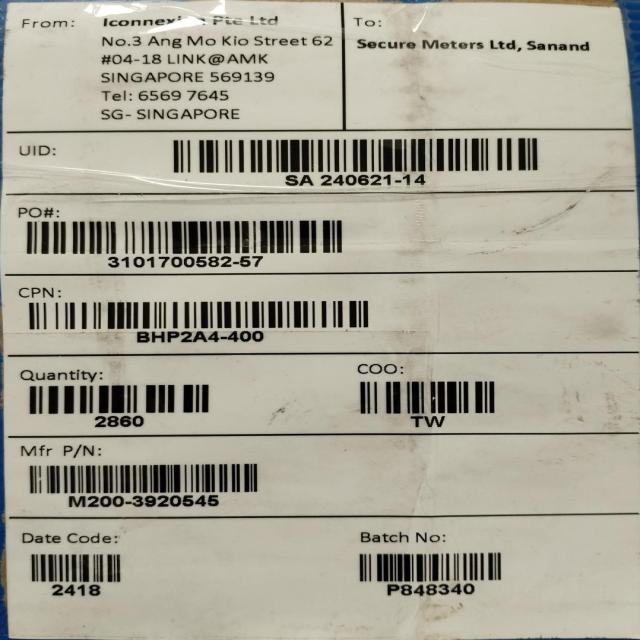 From: Iconnexion Pte Ltd
No.3 Ang Mo Kio Street 62
#04-18 LINK@AMK
SINGAPORE 569139
Tel: 6569 7645
SG- SINGAPORE
To:
Secure Meters Ltd, Sanand
UID:
SA 240621-14
PO#:
3101700582-57
CPN:
BHP2A4-400
Quantity:
2860
COO:
TW
Mfr P/N:
M200-3920545
Date Code:
2418
Batch No:
P848340